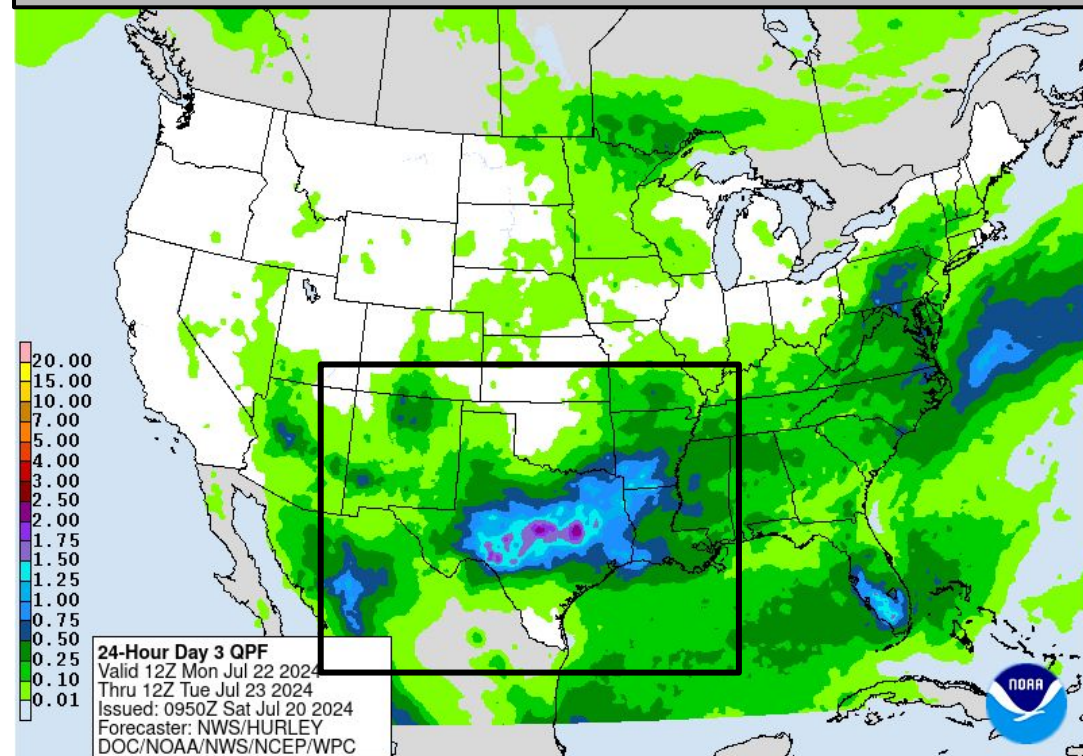 20.00
15.00
10.00
7.00
5.00
4.00
3.00
2.50
2.00
1.75
1.50
1.25
1.00
0.75
0.50
0.25
0.10
0.01
24-Hour Day 3 QPF
Valid 12Z Mon Jul 22 2024
Thru 12Z Tue Jul 23 2024
Issued: 0950Z Sat Jul 20 2024
Forecaster: NWS/HURLEY
DOC/NOAA/NWS/NCEP/WPC
NOAA